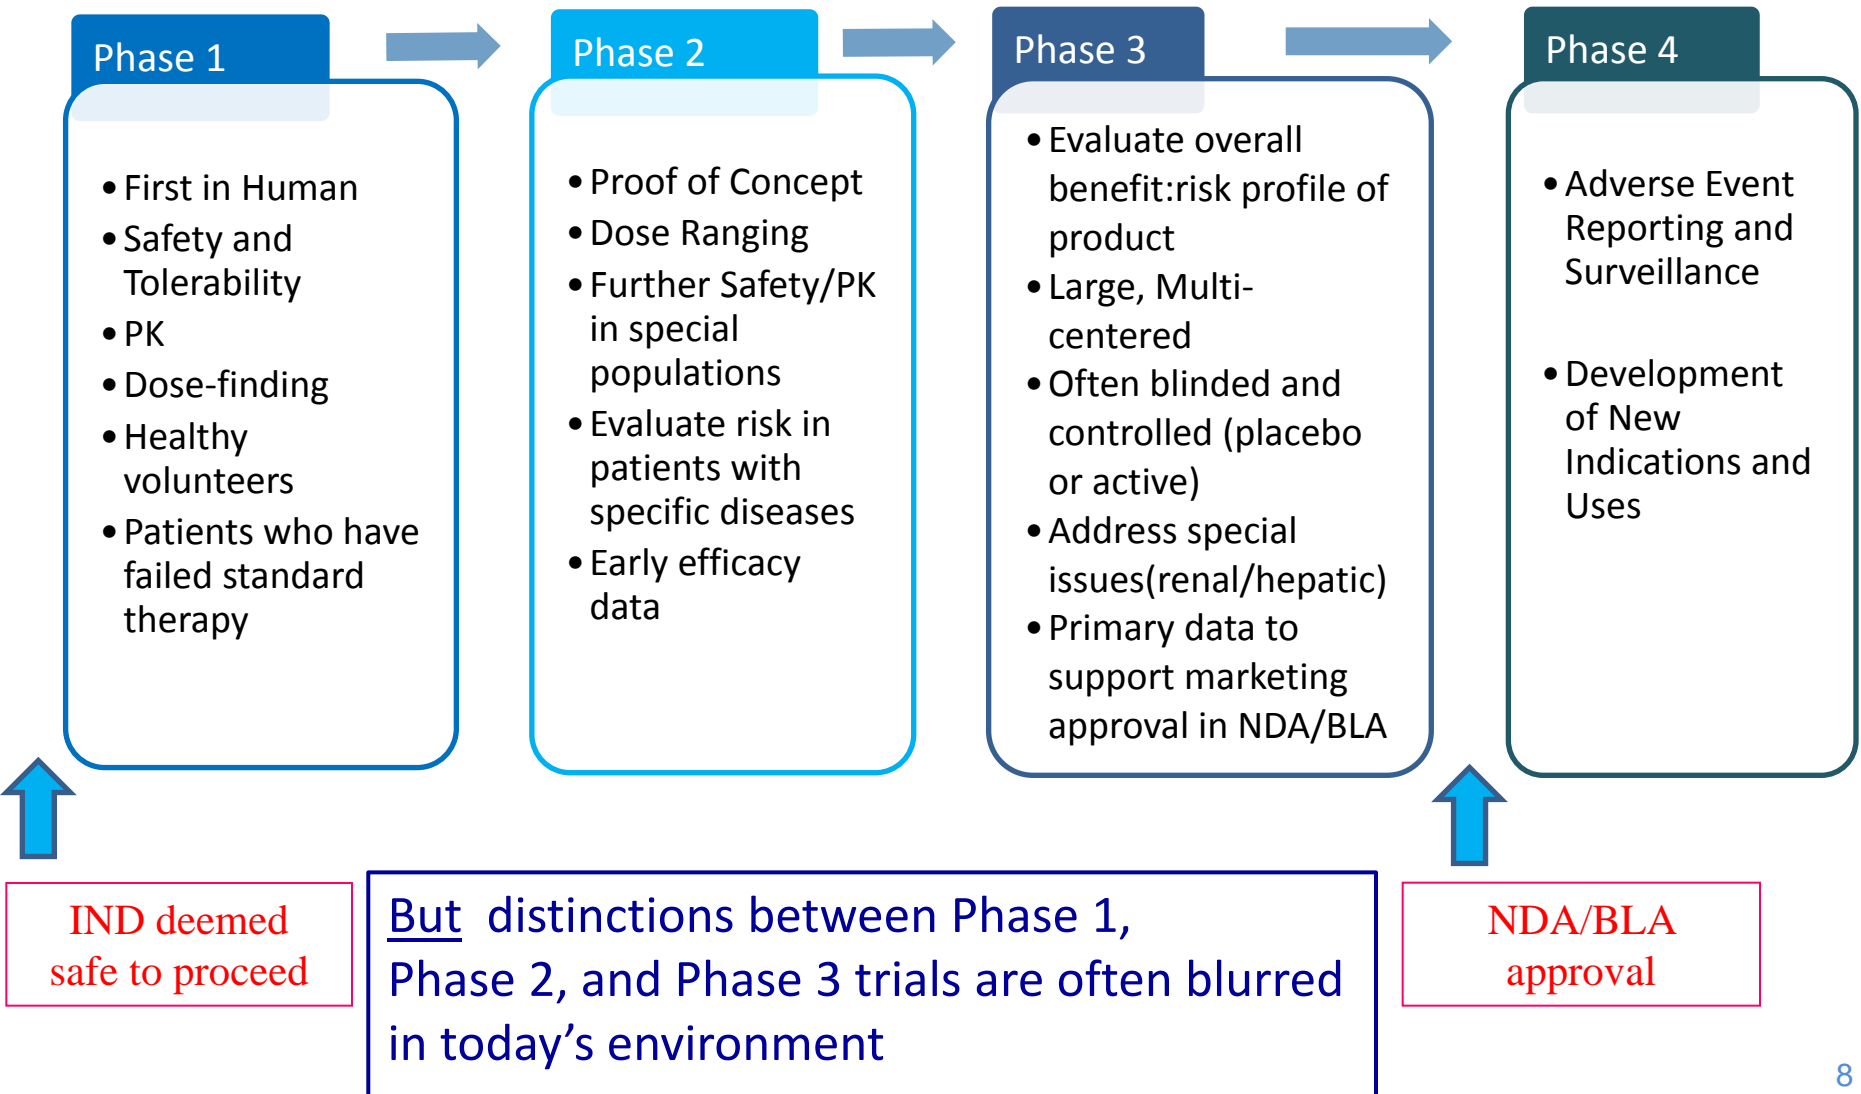 Phase 1
• First in Human
• Safety and
Tolerability
• PK
• Dose-finding
• Healthy
volunteers
• Patients who have
failed standard
therapy
Phase 2
• Proof of Concept
• Dose Ranging
• Further Safety/PK
in special
populations
• Evaluate risk in
patients with
specific diseases
• Early efficacy
data
Phase 3
• Evaluate overall
benefit:risk profile of
product
• Large, Multi-
centered
• Often blinded and
controlled (placebo
or active)
• Address special
issues(renal/hepatic)
• Primary data to
support marketing
approval in NDA/BLA
Phase 4
• Adverse Event
Reporting and
Surveillance
• Development
of New
Indications and
Uses
IND deemed
safe to proceed
But distinctions between Phase 1,
Phase 2, and Phase 3 trials are often blurred
in today’s environment
NDA/BLA
approval
8